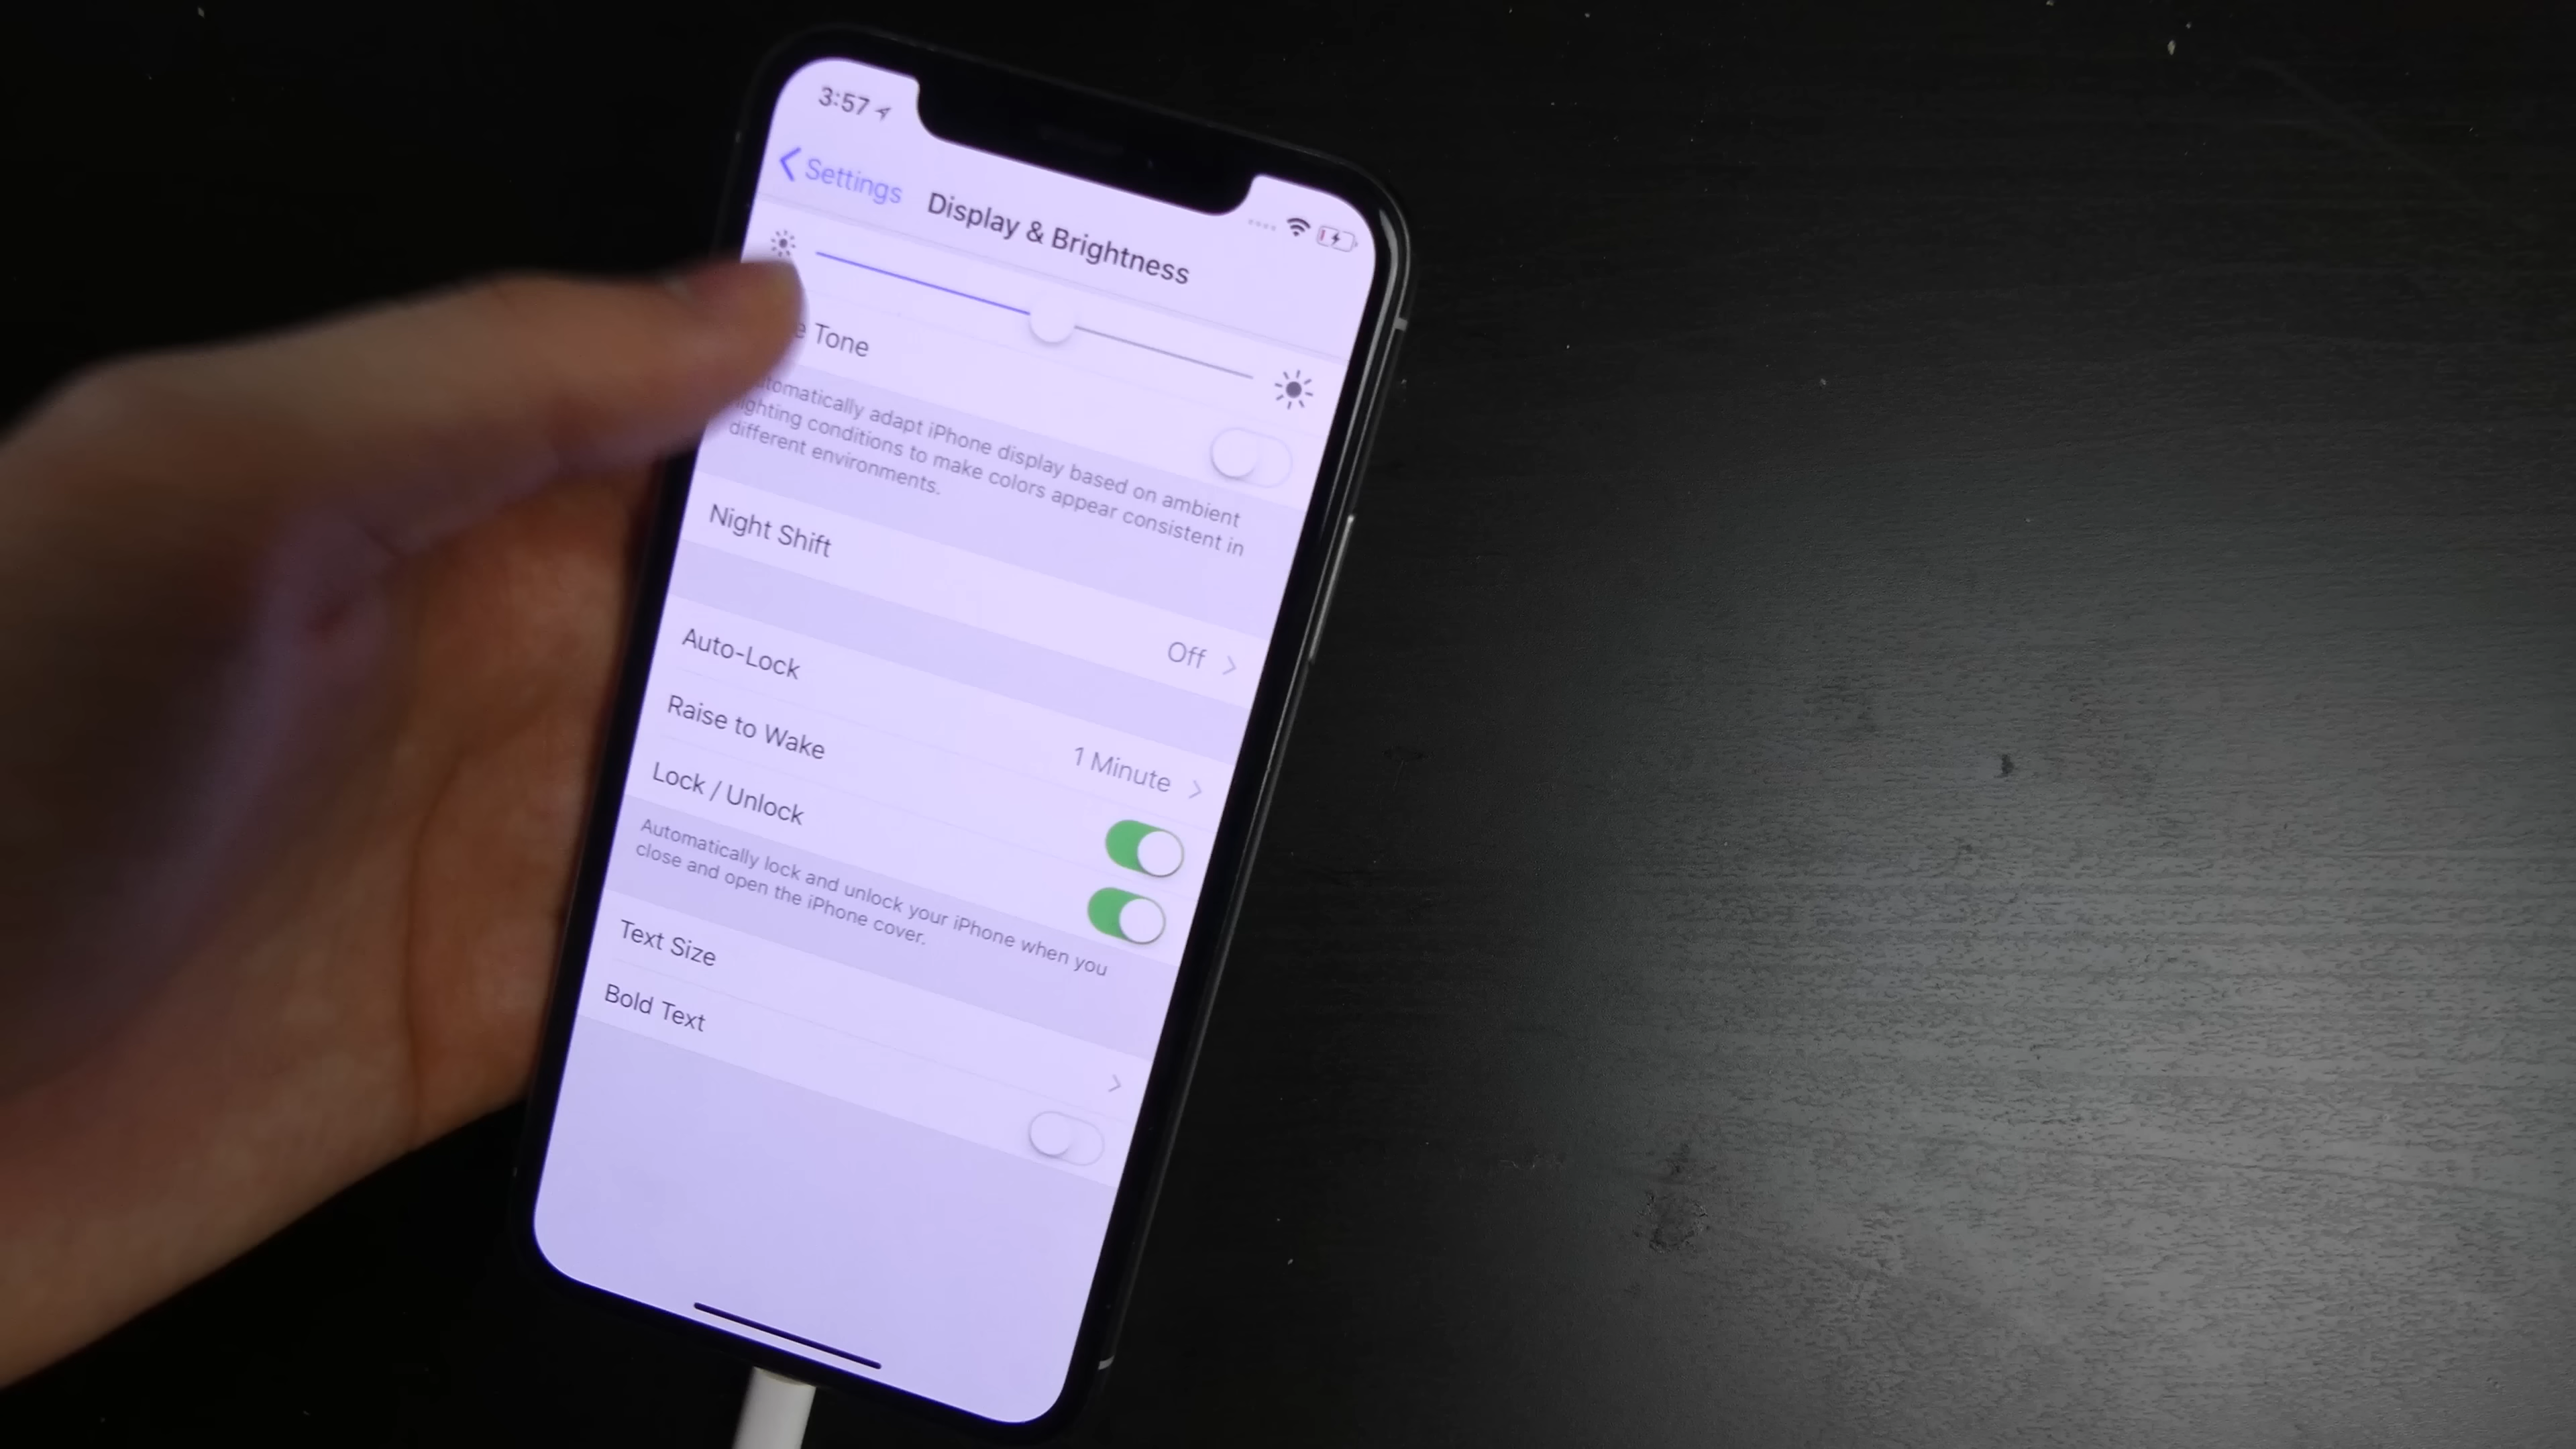 3:57
Settings
Display & Brightness
Tone
adapt iPhone display based on ambient
conditions to make colors appear consistent in
different environments.
Night Shift
Off
Auto-Lock
1 Minute
Raise to Wake
Lock / Unlock
Automatically lock and unlock your iPhone when you
close and open the iPhone cover.
Text Size
Bold Text